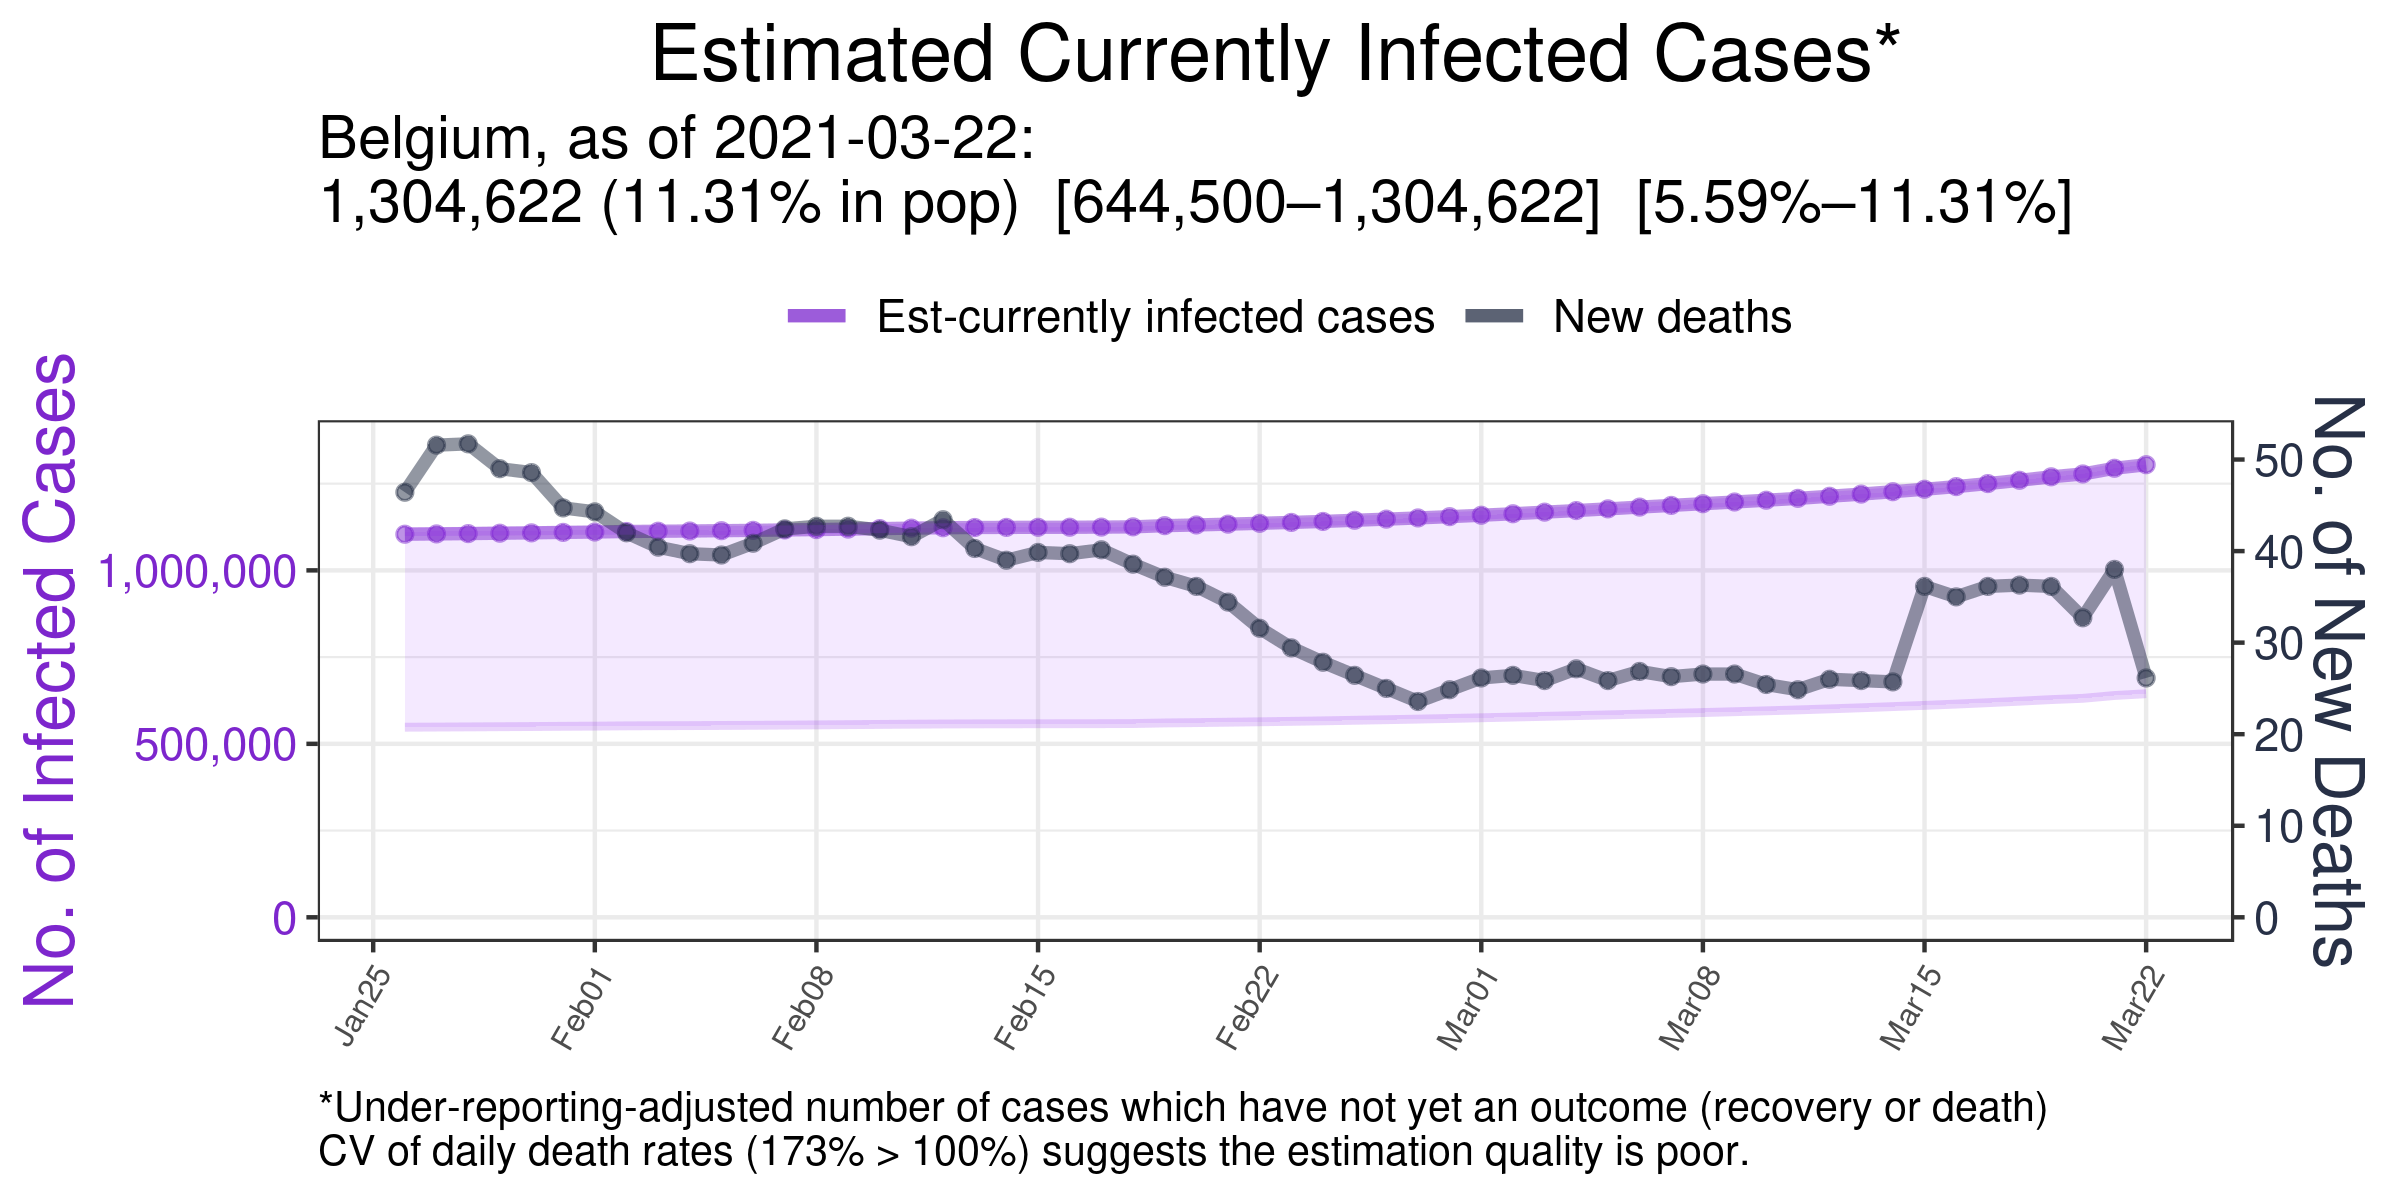 Estimated Currently Infected Cases*
Belgium, as of 2021-03-22:
1,304,622 (11.31% in pop)  [644,500–1,304,622]  [5.59%–11.31%]
Est-currently infected cases
New deaths
No. of Infected Cases
1,000,000
500,000
0
No. of New Deaths
50
40
30
20
10
0
Jan25
Feb01
Feb08
Feb15
Feb22
Mar01
Mar08
Mar15
Mar22
*Under-reporting-adjusted number of cases which have not yet an outcome (recovery or death)
CV of daily death rates (173% > 100%) suggests the estimation quality is poor.